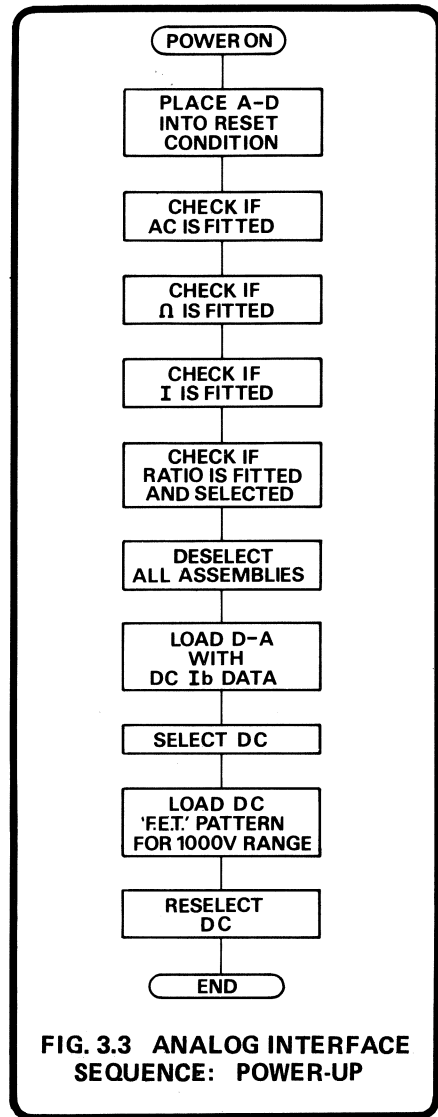 POWER ON
PLACE A-D
INTO RESET
CONDITION
CHECK IF
AC IS FITTED
CHECK IF
Ω IS FITTED
CHECK IF
I IS FITTED
CHECK IF
RATIO IS FITTED
AND SELECTED
DESELECT
ALL ASSEMBLIES
LOAD D-A
WITH
DC Ib DATA
SELECT DC
LOAD DC
'F.E.T.' PATTERN
FOR 1000V RANGE
RESELECT
DC
END
FIG. 3.3 ANALOG INTERFACE
SEQUENCE: POWER-UP